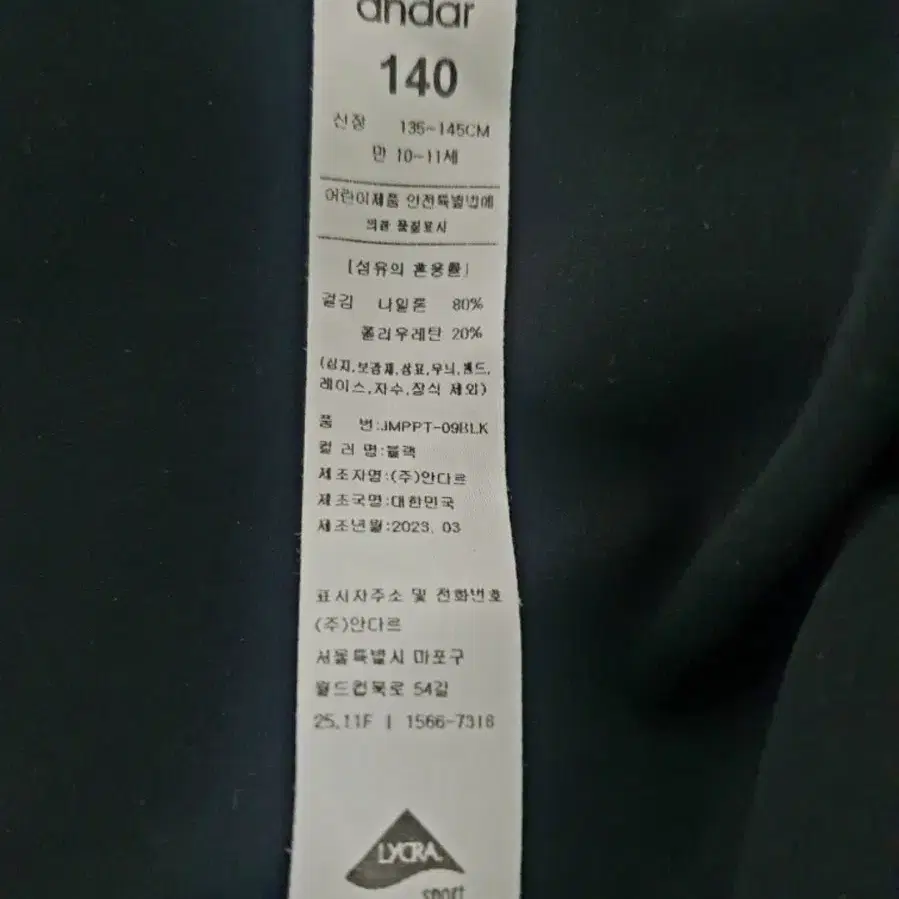 andar
140
신장 135~145CM
만 10~11세
어린이제품 안전특별법에
의한 품질표시
[섬유의 혼용률]
겉감 나일론 80%
폴리우레탄 20%
(심지,보강재,상표,무늬,밴드,
레이스,자수,장식 제외)
품 번:JMPPT-09BLK
컬러명:블랙
제조자명:(주)안다르
제조국명:대한민국
제조년월:2023. 03
표시자주소 및 전화번호
(주)안다르
서울특별시 마포구
월드컵북로 54길
25.11F | 1566-7318
LYCRA
sport